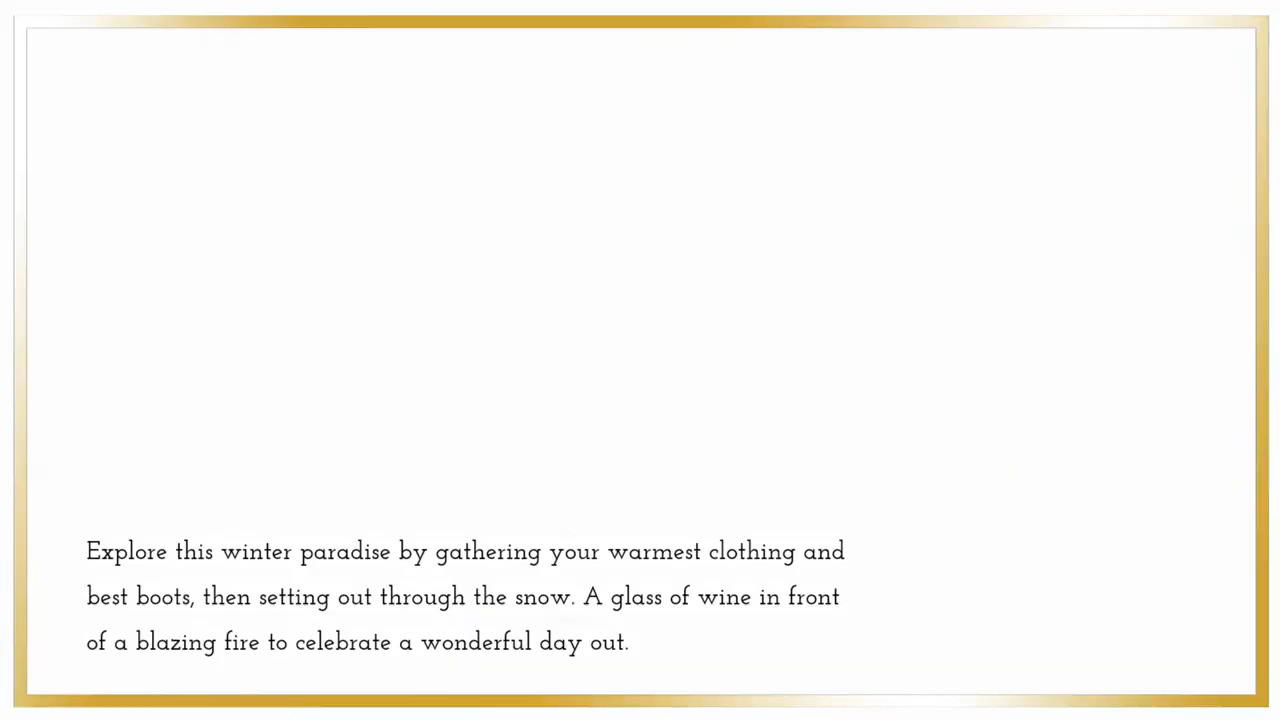 Explore this winter paradise by gathering your warmest clothing and
best boots, then setting out through the snow. A glass of wine in front
of a blazing fire to celebrate a wonderful day out.